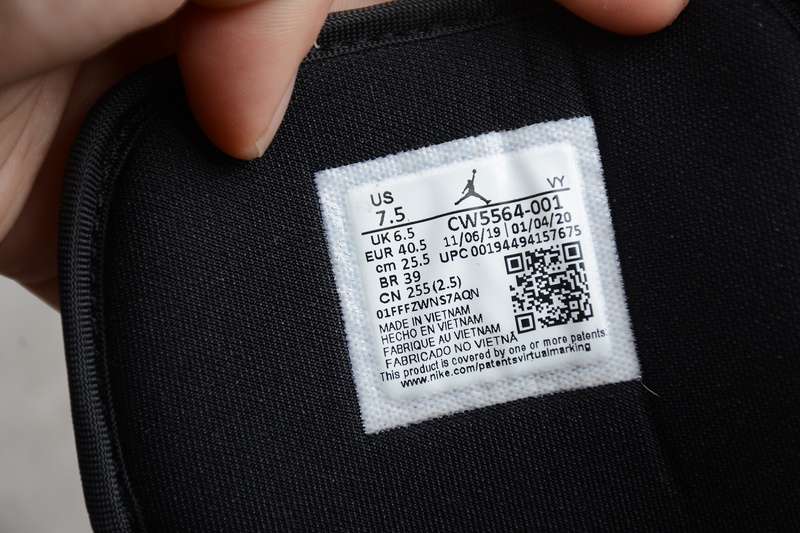 US
7.5
VY
CW5564-001
UK 6.5
11/06/19 | 01/04/20
EUR 40.5
UPC 00194494157675
cm 25.5
BR 39
CN 255 (2.5)
01FFFZWNS7AQN
MADE IN VIETNAM
HECHO EN VIETNAM
FABRIQUE AU VIETNAM
FABRICADO NO VIETNÃ
This product is covered by one or more patents
www.nike.com/patentsvirtualmarking